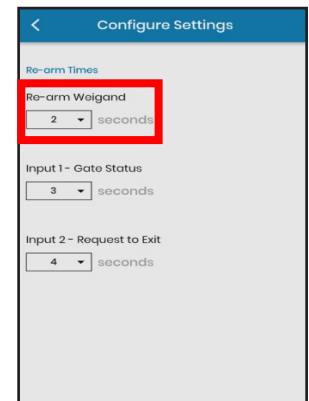 Configure Settings
Re-arm Times
Re-arm Weigand
2 seconds
Input 1 - Gate Status
3 seconds
Input 2 - Request to Exit
4 seconds